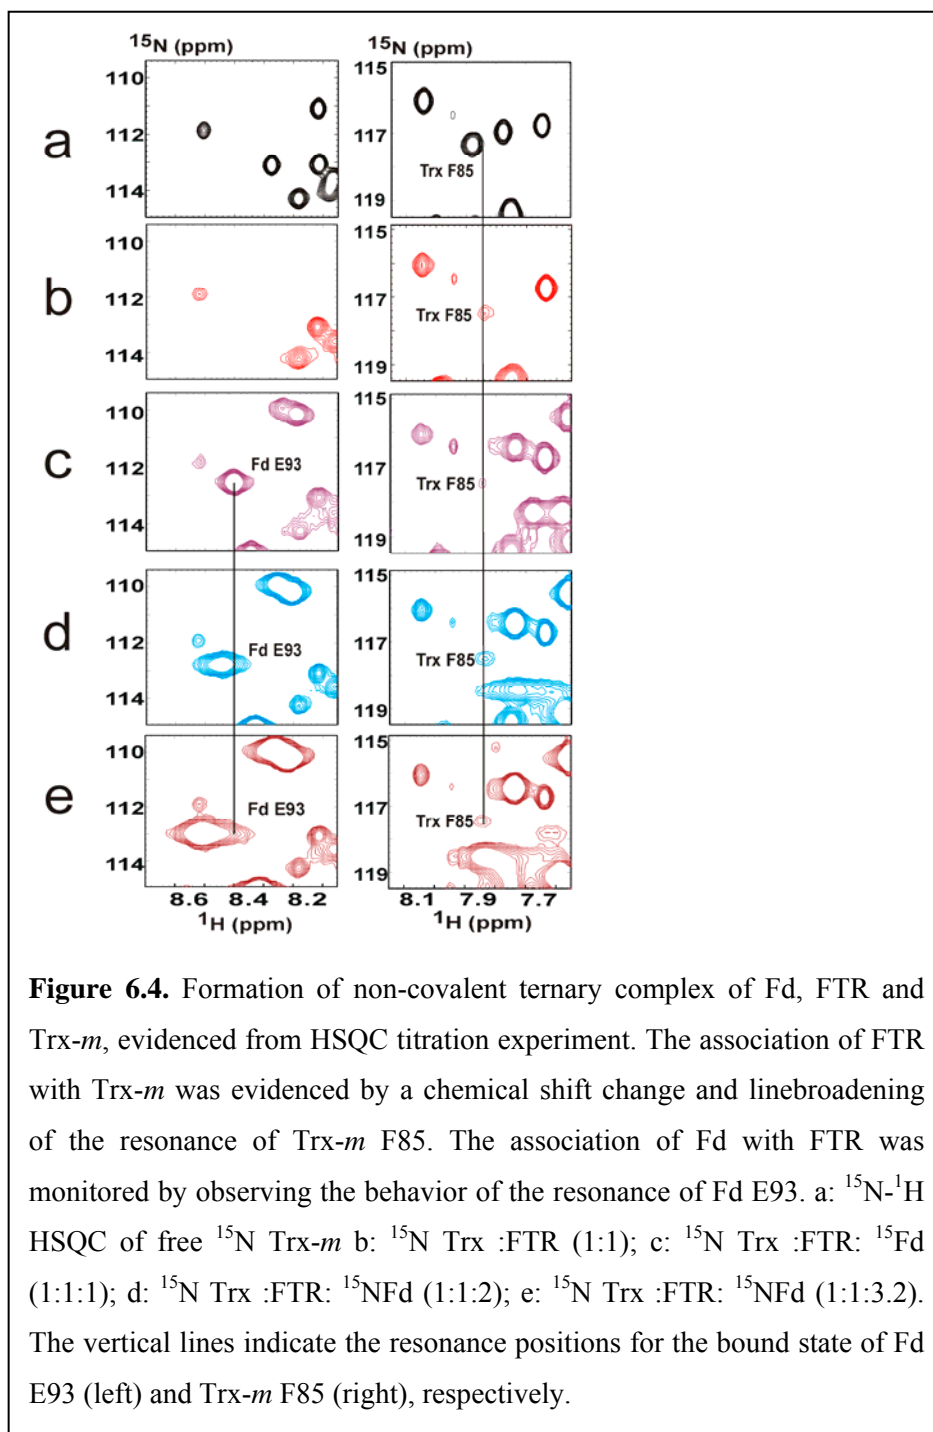 15N (ppm) 15N (ppm)
a
110
112
114
115
117
119
Trx F85
b
110
112
114
115
117
119
Trx F85
c
110
112
114
Fd E93
115
117
119
Trx F85
d
110
112
114
Fd E93
115
117
119
Trx F85
e
110
112
114
Fd E93
115
117
119
Trx F85
8.6 8.4 8.2
1H (ppm)
8.1 7.9 7.7
1H (ppm)
Figure 6.4. Formation of non-covalent ternary complex of Fd, FTR and
Trx-m, evidenced from HSQC titration experiment. The association of FTR
with Trx-m was evidenced by a chemical shift change and linebroadening
of the resonance of Trx-m F85. The association of Fd with FTR was
monitored by observing the behavior of the resonance of Fd E93. a: 15N-1H
HSQC of free 15N Trx-m b: 15N Trx :FTR (1:1); c: 15N Trx :FTR: 15Fd
(1:1:1); d: 15N Trx :FTR: 15NFd (1:1:2); e: 15N Trx :FTR: 15NFd (1:1:3.2).
The vertical lines indicate the resonance positions for the bound state of Fd
E93 (left) and Trx-m F85 (right), respectively.